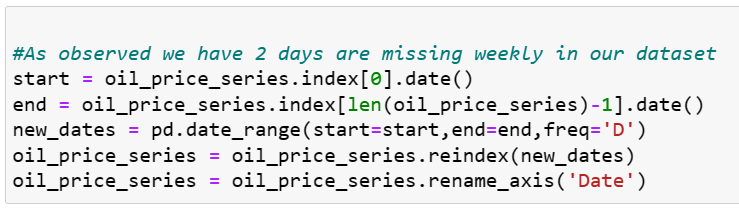 #As observed we have 2 days are missing weekly in our dataset
start = oil_price_series.index[0].date()
end = oil_price_series.index[len(oil_price_series)-1].date()
new_dates = pd.date_range(start=start,end=end,freq='D')
oil_price_series = oil_price_series.reindex(new_dates)
oil_price_series = oil_price_series.rename_axis('Date')